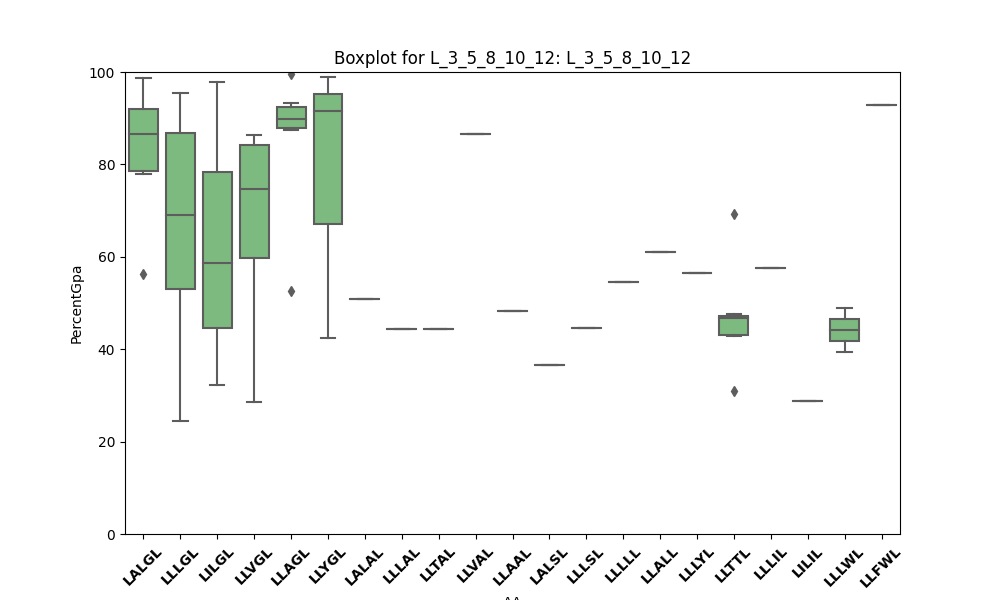 Boxplot for L_3_5_8_10_12: L_3_5_8_10_12
PercentGpa
100
80
60
40
20
0
LALGL LLLGL LILGL LLVGL LLAGL LLYGL LALAL LLLAL LLTAL LLVAL LLAAL LALSL LLLSL LLLLL LLALL LLLYL LLTTL LLLIL LILIL LLLWL LLFWL